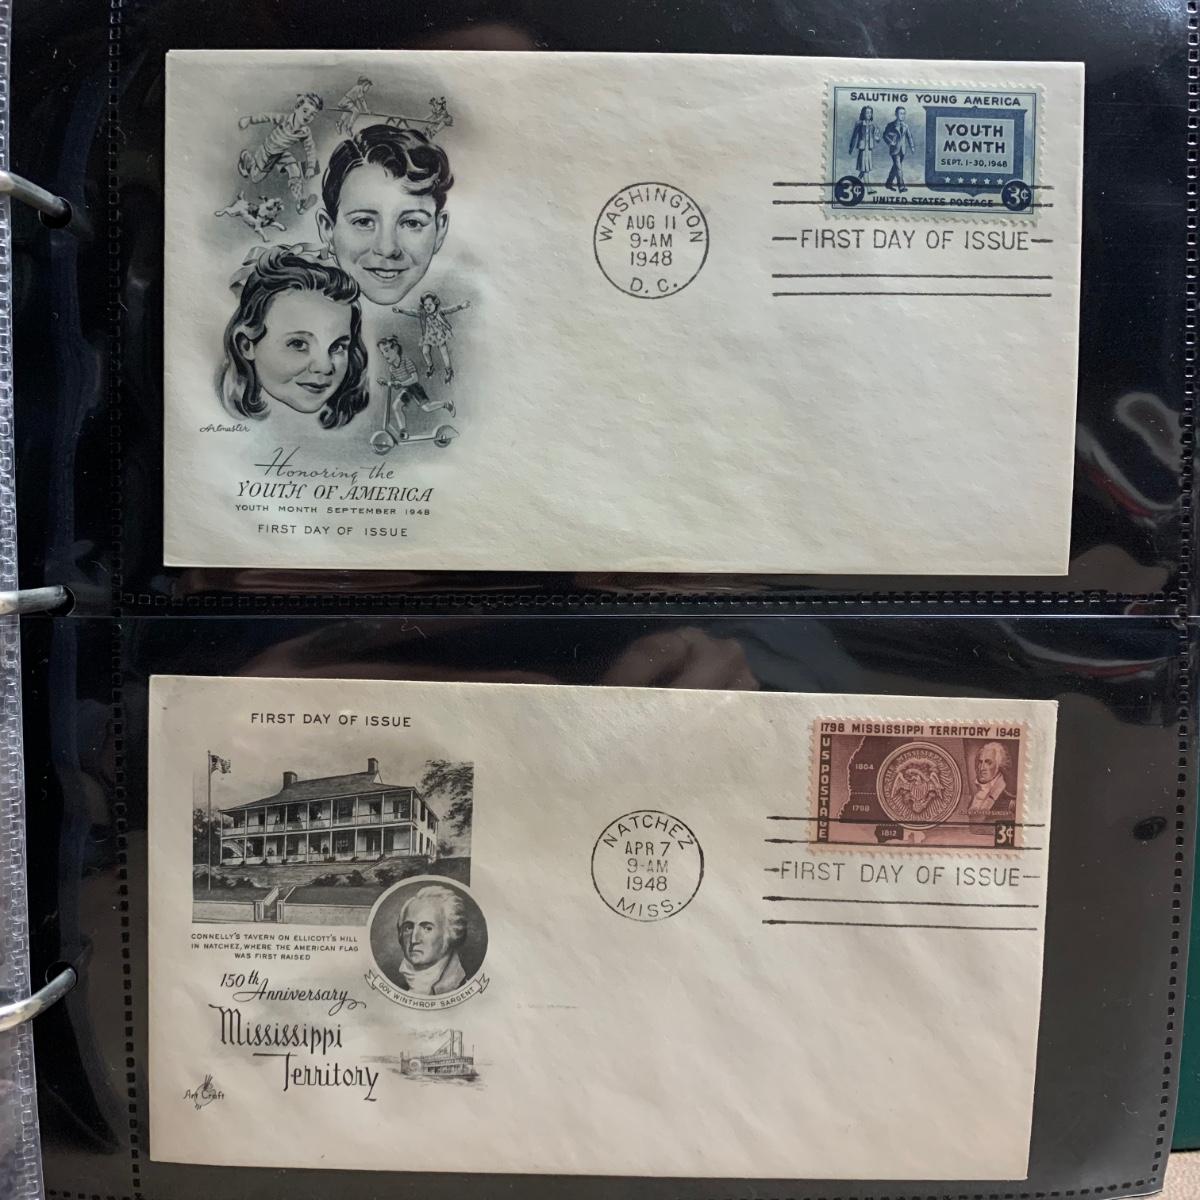 SALUTING YOUNG AMERICA
YOUTH
MONTH
SEPT. 1-30, 1948
3¢ 3¢
UNITED STATES POSTAGE
WASHINGTON
AUG 11
9-AM
1948
D. C.
FIRST DAY OF ISSUE
Artmaster
Honoring the
YOUTH OF AMERICA
YOUTH MONTH SEPTEMBER 1948
FIRST DAY OF ISSUE
FIRST DAY OF ISSUE
1798 MISSISSIPPI TERRITORY 1948
U S POSTAGE
1804
1798
1812
3¢
NATCHEZ
APR 7
9-AM
1948
MISS.
FIRST DAY OF ISSUE
CONNELLY'S TAVERN ON ELLICOTT'S HILL
IN NATCHEZ, WHERE THE AMERICAN FLAG
WAS FIRST RAISED
GOV. WINTHROP SARGENT
150th
Anniversary
Mississippi
Territory
Art Craft